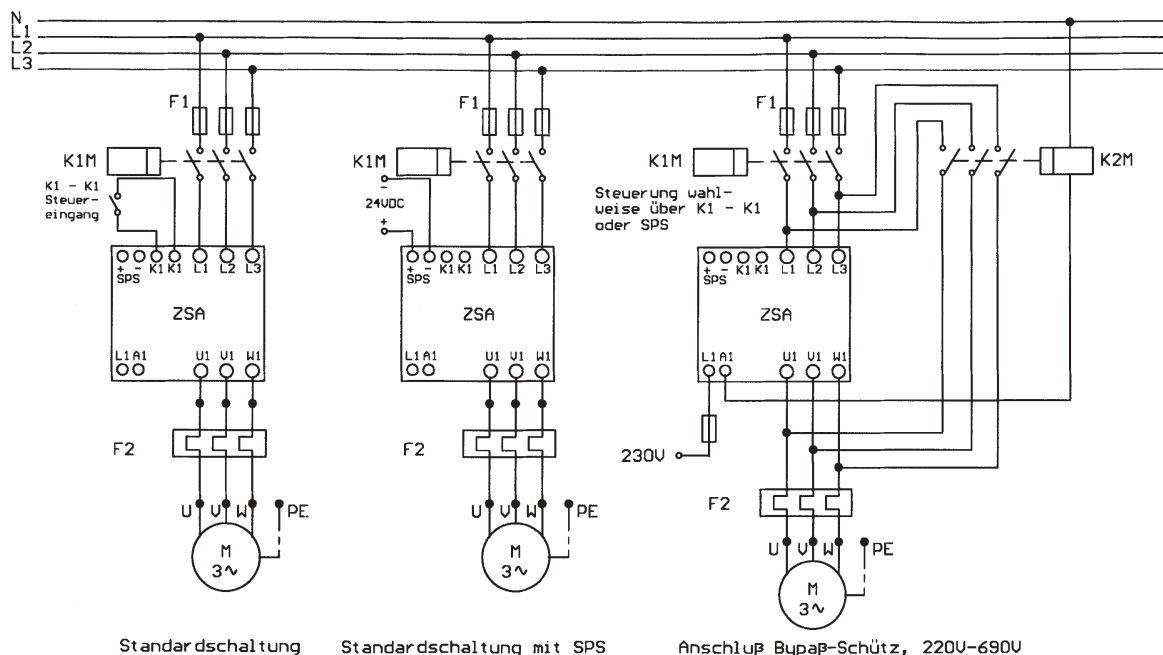 N
L1
L2
L3
F1
F1
F1
K1M
K1M
K1M
K2M
K1 - K1
Steuer-
eingang
-
24VDC
+
Steuerung wahl-
weise über K1 - K1
oder SPS
+ - K1 K1 L1 L2 L3
SPS
ZSA
L1 A1 U1 V1 W1
+ - K1 K1 L1 L2 L3
SPS
ZSA
L1 A1 U1 V1 W1
+ - K1 K1 L1 L2 L3
SPS
ZSA
L1 A1 U1 V1 W1
F2
F2
230V
F2
U V W PE
M
3~
U V W PE
M
3~
U V W PE
M
3~
Standardschaltung
Standardschaltung mit SPS
Anschluß Bypaß-Schütz, 220V-690V